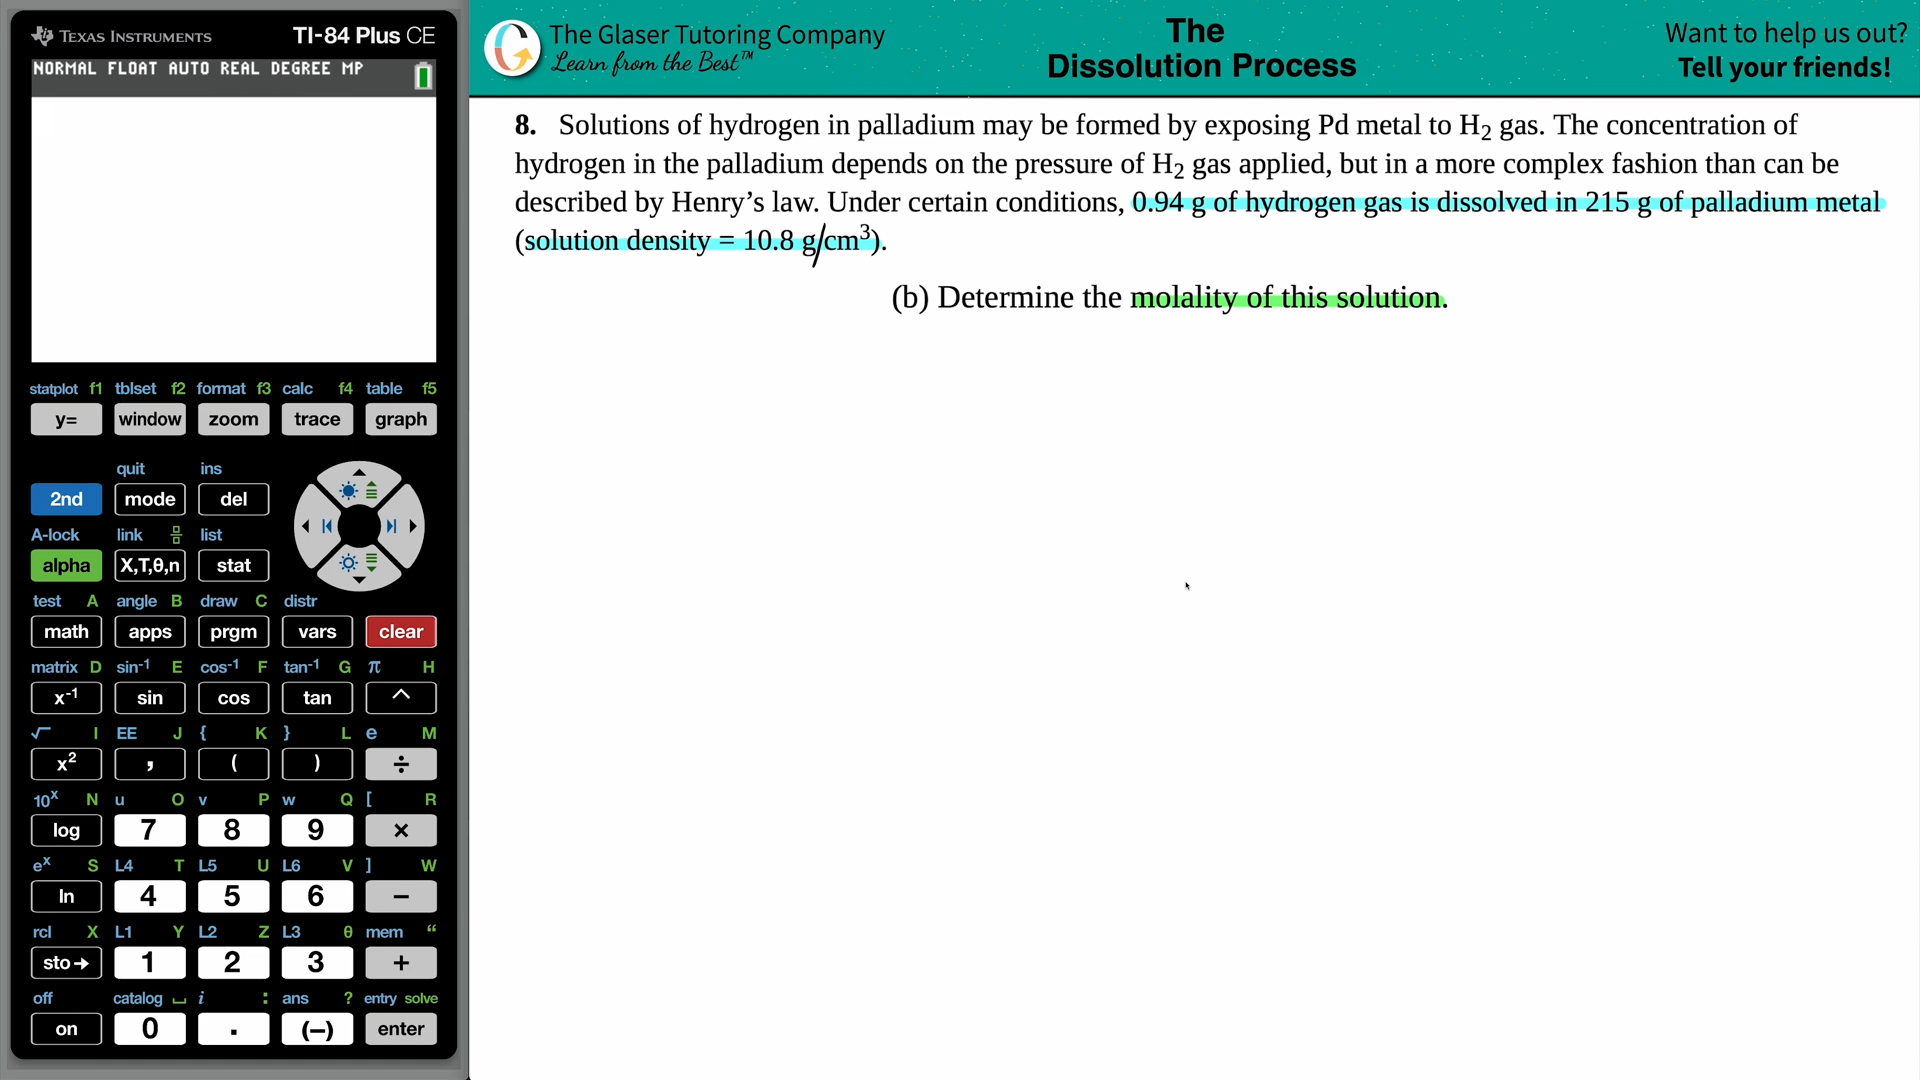 TEXAS INSTRUMENTS TI-84 Plus CE
NORMAL FLOAT AUTO REAL DEGREE MP
statplot f1 tblset f2 format f3 calc f4 table f5
y= window zoom trace graph
quit ins
2nd mode del
A-lock link list
alpha X,T,θ,n stat
test A angle B draw C distr
math apps prgm vars clear
matrix D sin⁻¹ E cos⁻¹ F tan⁻¹ G π H
x⁻¹ sin cos tan ^
√ I EE J { K } L e M
x² , ( ) ÷
10ˣ N u O v P w Q [ R
log 7 8 9 ×
eˣ S L4 T L5 U L6 V ] W
ln 4 5 6 −
rcl X L1 Y L2 Z L3 θ mem “
sto→ 1 2 3 +
off catalog ⎵ i : ans ? entry solve
on 0 . (−) enter
The Glaser Tutoring Company
Learn from the Best™
The
Dissolution Process
Want to help us out?
Tell your friends!
8. Solutions of hydrogen in palladium may be formed by exposing Pd metal to H₂ gas. The concentration of
hydrogen in the palladium depends on the pressure of H₂ gas applied, but in a more complex fashion than can be
described by Henry’s law. Under certain conditions, 0.94 g of hydrogen gas is dissolved in 215 g of palladium metal
(solution density = 10.8 g/cm³).
(b) Determine the molality of this solution.